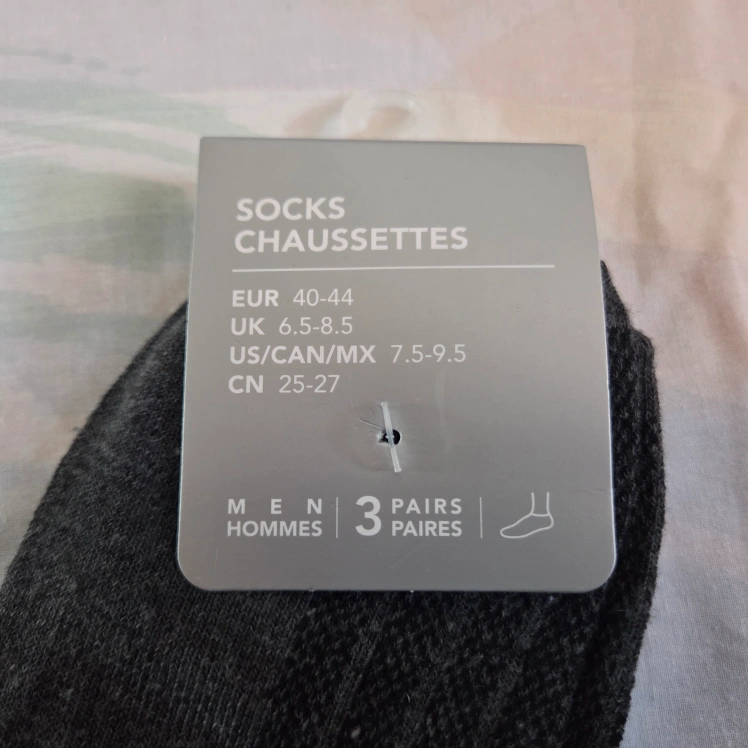 SOCKS
CHAUSSETTES
EUR 40-44
UK 6.5-8.5
US/CAN/MX 7.5-9.5
CN 25-27
MEN
HOMMES
3 PAIRS
PAIRES